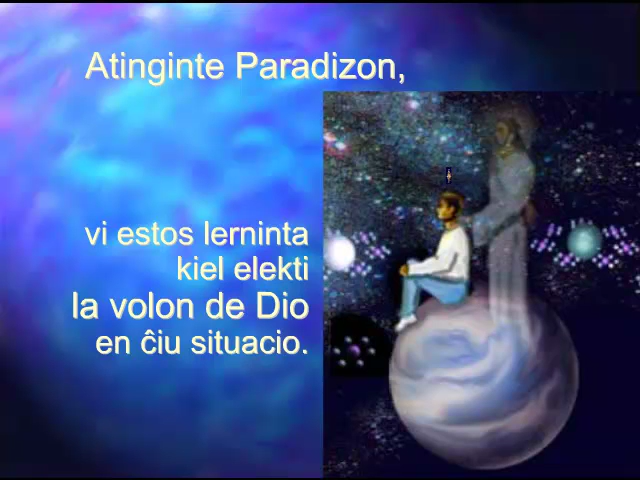 Atinginte Paradizon,
vi estos lerninta
kiel elekti
la volon de Dio
en ĉiu situacio.